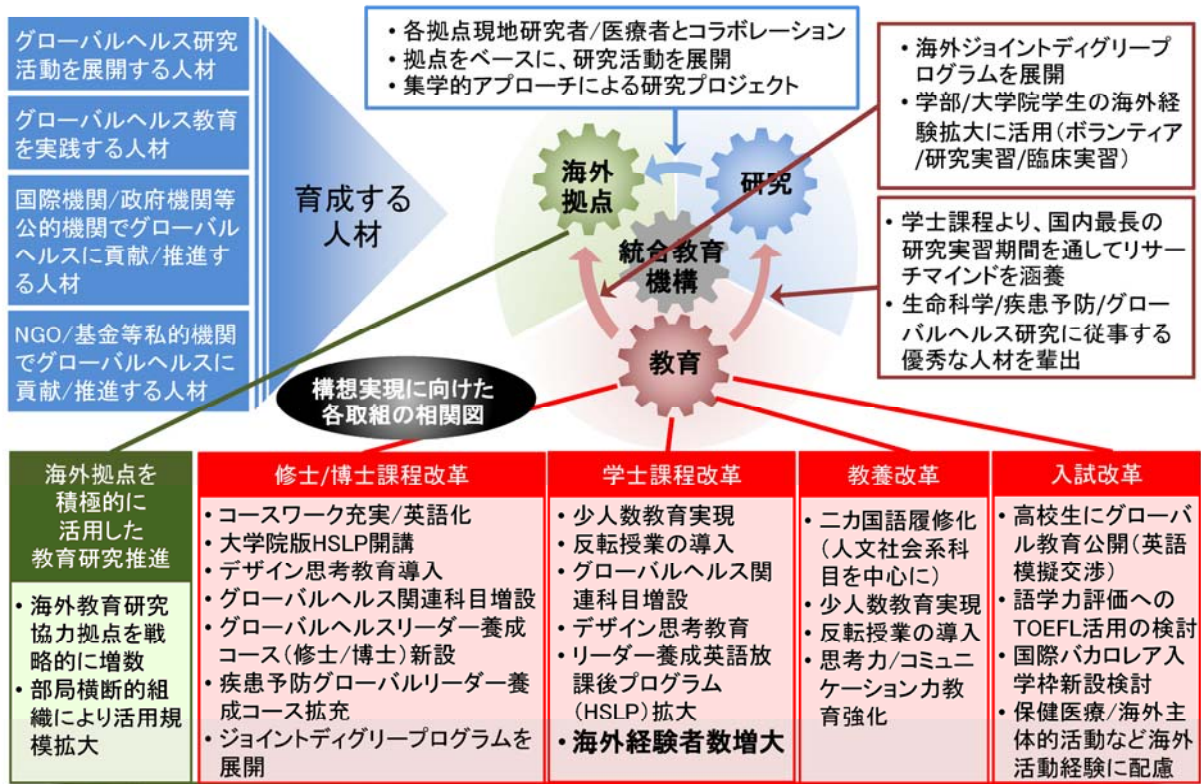 グローバルヘルス研究
活動を展開する人材
グローバルヘルス教育
を実践する人材
国際機関/政府機関等
公的機関でグローバル
ヘルスに貢献/推進す
る人材
NGO/基金等私的機関
でグローバルヘルスに
貢献/推進する人材
育成する
人材
・各拠点現地研究者/医療者とコラボレーション
・拠点をベースに、研究活動を展開
・集学的アプローチによる研究プロジェクト
・海外ジョイントディグリープ
ログラムを展開
・学部/大学院学生の海外経
験拡大に活用(ボランティア
/研究実習/臨床実習)
・学士課程より、国内最長の
研究実習期間を通してリサー
チマインドを涵養
・生命科学/疾患予防/グロー
バルヘルス研究に従事する
優秀な人材を輩出
海外
拠点
研究
統合教育
機構
教育
構想実現に向けた
各取組の相関図
海外拠点を
積極的に
活用した
教育研究推進
・海外教育研究
協力拠点を戦
略的に増数
・部局横断的組
織により活用規
模拡大
修士/博士課程改革
・コースワーク充実/英語化
・大学院版HSLP開講
・デザイン思考教育導入
・グローバルヘルス関連科目増設
・グローバルヘルスリーダー養成
コース(修士/博士)新設
・疾患予防グローバルリーダー養
成コース拡充
・ジョイントディグリープログラムを
展開
学士課程改革
・少人数教育実現
・反転授業の導入
・グローバルヘルス関
連科目増設
・デザイン思考教育
・リーダー養成英語放
課後プログラム
(HSLP)拡大
・海外経験者数増大
教養改革
・二カ国語履修化
(人文社会系科
目を中心に)
・少人数教育実現
・反転授業の導入
・思考力/コミュニ
ケーション力教
育強化
入試改革
・高校生にグローバ
ル教育公開(英語
模擬交渉)
・語学力評価への
TOEFL活用の検討
・国際バカロレア入
学枠新設検討
・保健医療/海外主
体的活動など海外
活動経験に配慮